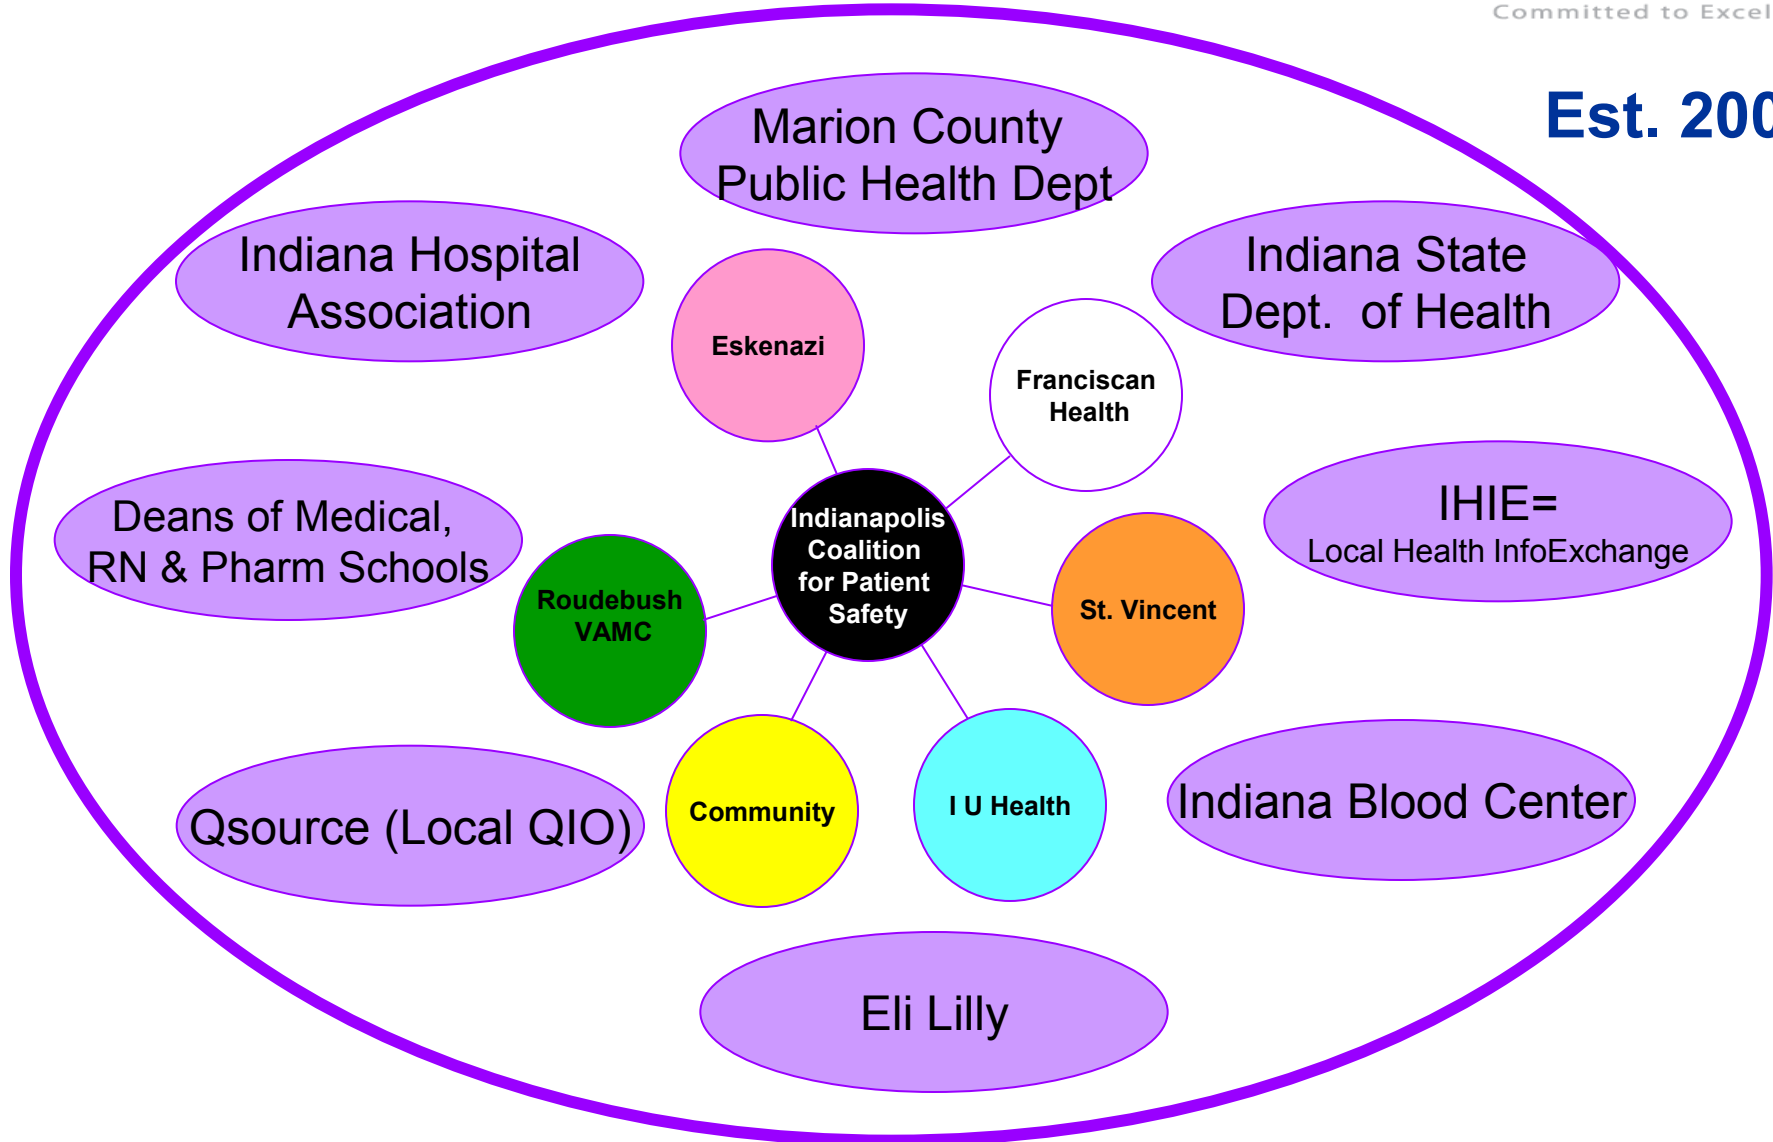 Committed to Excel
Est. 200
Marion County
Public Health Dept
Indiana Hospital
Association
Indiana State
Dept. of Health
Eskenazi
Franciscan
Health
Deans of Medical,
RN & Pharm Schools
IHIE=
Local Health InfoExchange
Indianapolis
Coalition
for Patient
Safety
Roudebush
VAMC
St. Vincent
Community
I U Health
Indiana Blood Center
Qsource (Local QIO)
Eli Lilly